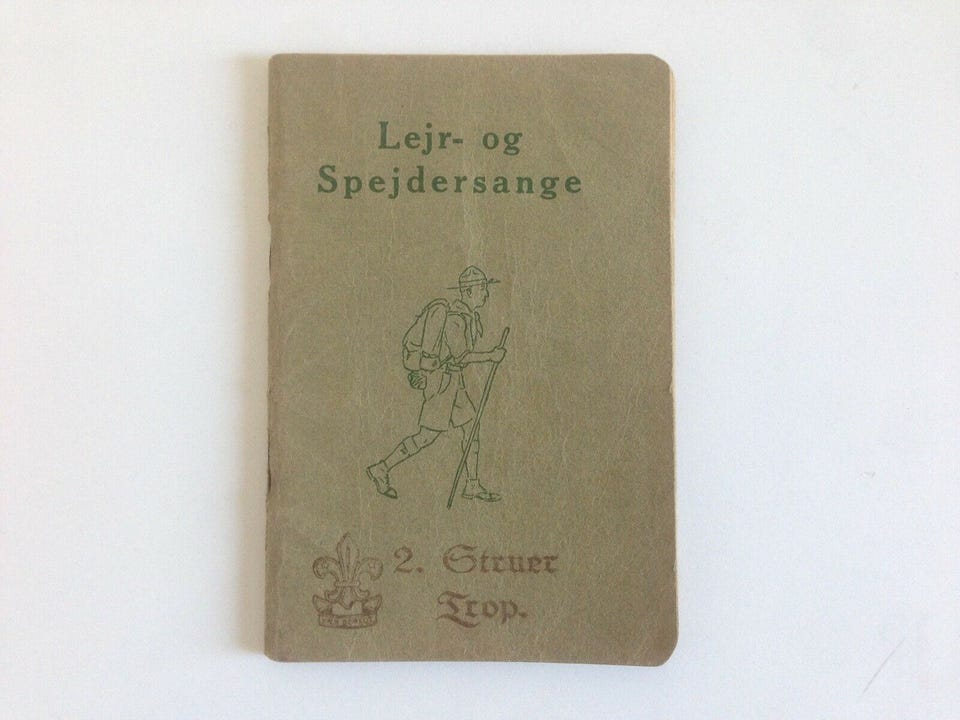 Lejr- og
Spejdersange
2. Struer
Trop.